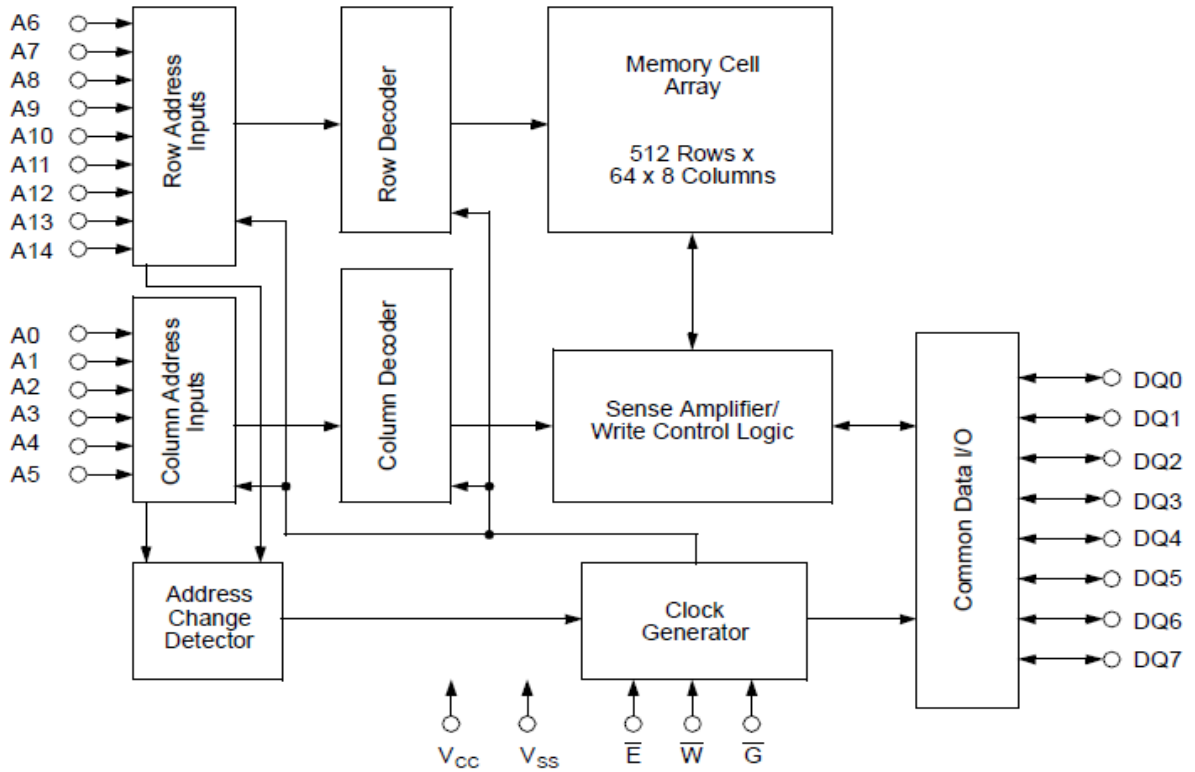 A6
A7
A8
A9
A10
A11
A12
A13
A14
Row Address
Inputs
Row Decoder
Memory Cell
Array
512 Rows x
64 x 8 Columns
A0
A1
A2
A3
A4
A5
Column Address
Inputs
Column Decoder
Sense Amplifier/
Write Control Logic
Common Data I/O
DQ0
DQ1
DQ2
DQ3
DQ4
DQ5
DQ6
DQ7
Address
Change
Detector
Clock
Generator
V_CC
V_SS
E̅
W̅
G̅